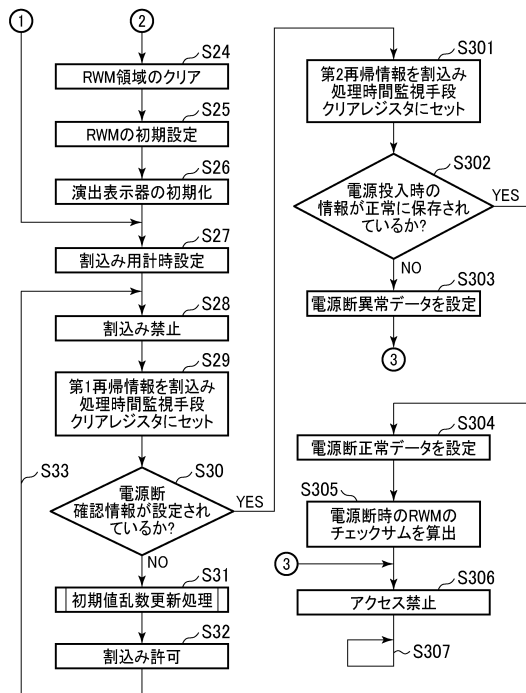 1
2
S24
RWM領域のクリア
S25
RWMの初期設定
S26
演出表示器の初期化
S27
割込み用計時設定
S28
割込み禁止
S29
第1再帰情報を割込み
処理時間監視手段
クリアレジスタにセット
S33
S30
電源断
確認情報が設定され
ているか?
YES
NO
S31
初期値乱数更新処理
S32
割込み許可
S301
第2再帰情報を割込み
処理時間監視手段
クリアレジスタにセット
S302
電源投入時の
情報が正常に保存され
ているか?
YES
NO
S303
電源断異常データを設定
3
S304
電源断正常データを設定
S305
電源断時のRWMの
チェックサムを算出
3
S306
アクセス禁止
S307